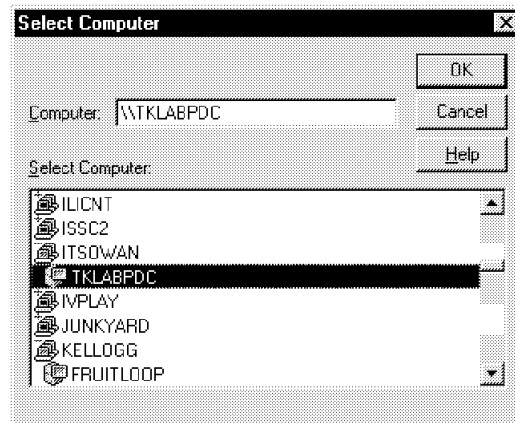 Select Computer
OK
Computer: \\TKLABPDC
Cancel
Help
Select Computer:
ILICNT
ISSC2
ITSOWAN
TKLABPDC
IVPLAY
JUNKYARD
KELLOGG
FRUITLOOP